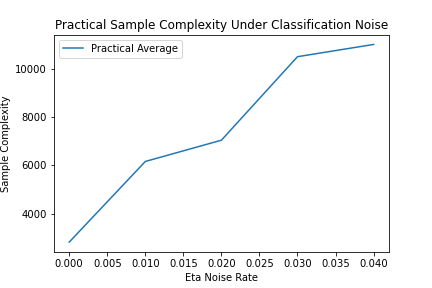 Practical Sample Complexity Under Classification Noise
Practical Average
Sample Complexity
10000
8000
6000
4000
0.000 0.005 0.010 0.015 0.020 0.025 0.030 0.035 0.040
Eta Noise Rate